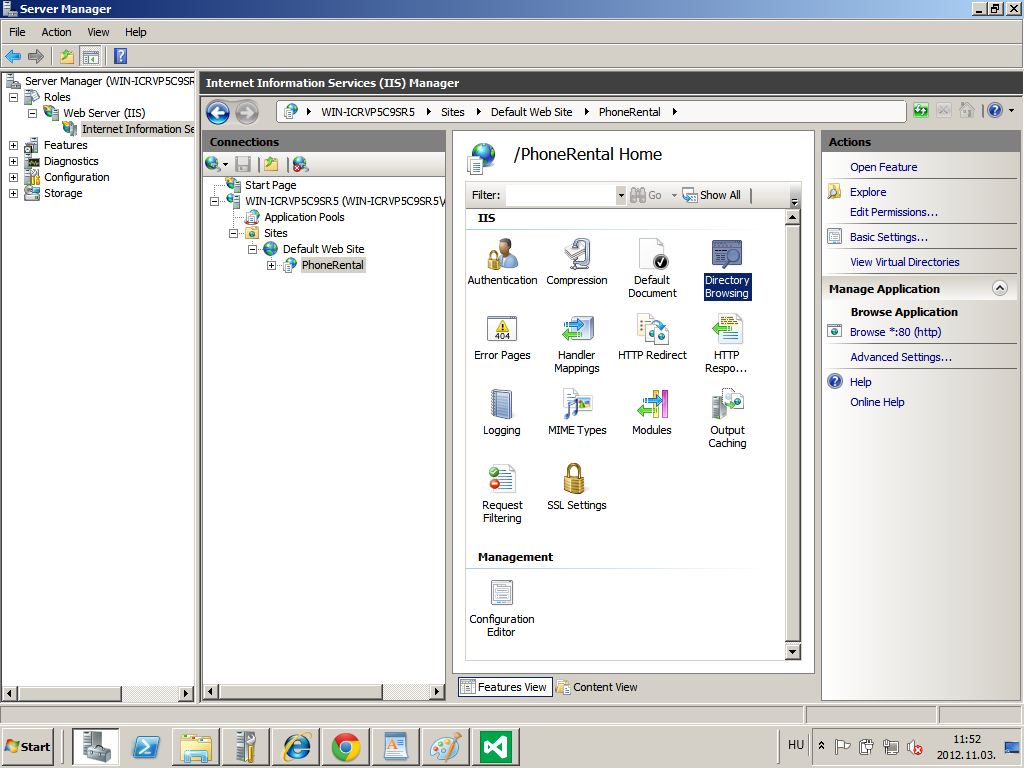 Server Manager
File Action View Help
Server Manager (WIN-ICRVP5C9SR
Roles
Web Server (IIS)
Internet Information Se
Features
Diagnostics
Configuration
Storage
Internet Information Services (IIS) Manager
WIN-ICRVP5C9SR5 Sites Default Web Site PhoneRental
Connections
Start Page
WIN-ICRVP5C9SR5 (WIN-ICRVP5C9SR5\
Application Pools
Sites
Default Web Site
PhoneRental
/PhoneRental Home
Filter: Go Show All
IIS
Authentication
Compression
Default
Document
Directory
Browsing
404
Error Pages
Handler
Mappings
HTTP Redirect
HTTP
Respo...
Logging
MIME Types
Modules
Output
Caching
Request
Filtering
SSL Settings
Management
Configuration
Editor
Features View Content View
Actions
Open Feature
Explore
Edit Permissions...
Basic Settings...
View Virtual Directories
Manage Application
Browse Application
Browse *:80 (http)
Advanced Settings...
Help
Online Help
Start
HU
11:52
2012.11.03.